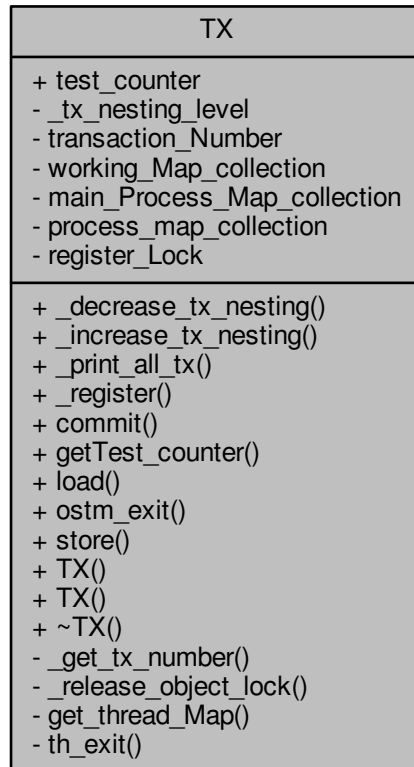 TX
+ test_counter
- _tx_nesting_level
- transaction_Number
- working_Map_collection
- main_Process_Map_collection
- process_map_collection
- register_Lock
+ _decrease_tx_nesting()
+ _increase_tx_nesting()
+ _print_all_tx()
+ _register()
+ commit()
+ getTest_counter()
+ load()
+ ostm_exit()
+ store()
+ TX()
+ TX()
+ ~TX()
- _get_tx_number()
- _release_object_lock()
- get_thread_Map()
- th_exit()